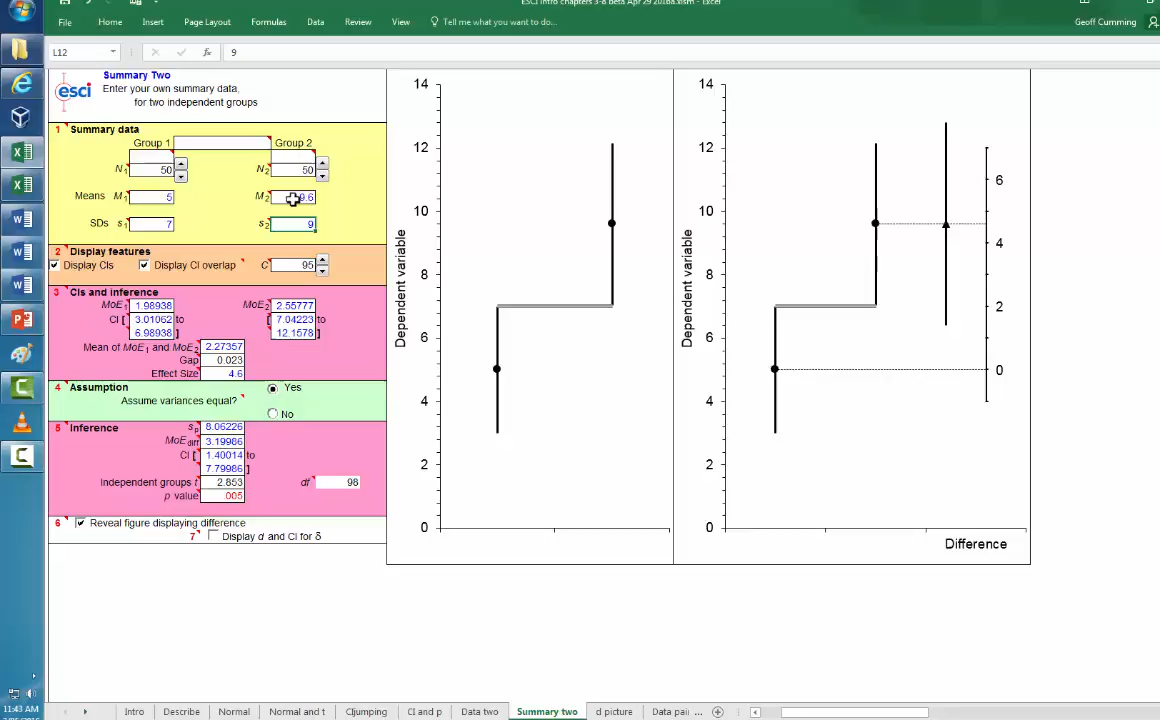 ESCI intro chapters 3-8 beta Apr 29 2016a.xlsm - Excel
File Home Insert Page Layout Formulas Data Review View Tell me what you want to do... Geoff Cumming
L12 fx 9
Summary Two
esci Enter your own summary data,
for two independent groups
1 Summary data
Group 1 Group 2
N1 50 N2 50
Means M1 5 M2 9.6
SDs s1 7 s2 9
2 Display features
Display CIs Display CI overlap C 95
3 CIs and inference
MoE1 1.98938 MoE2 2.55777
CI [ 3.01062 to [ 7.04223 to
6.98938 ] 12.1578 ]
Mean of MoE1 and MoE2 2.27357
Gap 0.023
Effect Size 4.6
4 Assumption Yes
Assume variances equal?
No
5 Inference sp 8.06226
MoEdiff 3.19986
CI [ 1.40014 to
7.79986 ]
Independent groups t 2.853 df 98
p value .005
6 Reveal figure displaying difference
7 Display d and CI for δ
Dependent variable
14
12
10
8
6
4
2
0
Dependent variable
14
12
10
8
6
4
2
0
6
4
2
0
Difference
Intro Describe Normal Normal and t CIjumping CI and p Data two Summary two d picture Data pai ...
11:43 AM